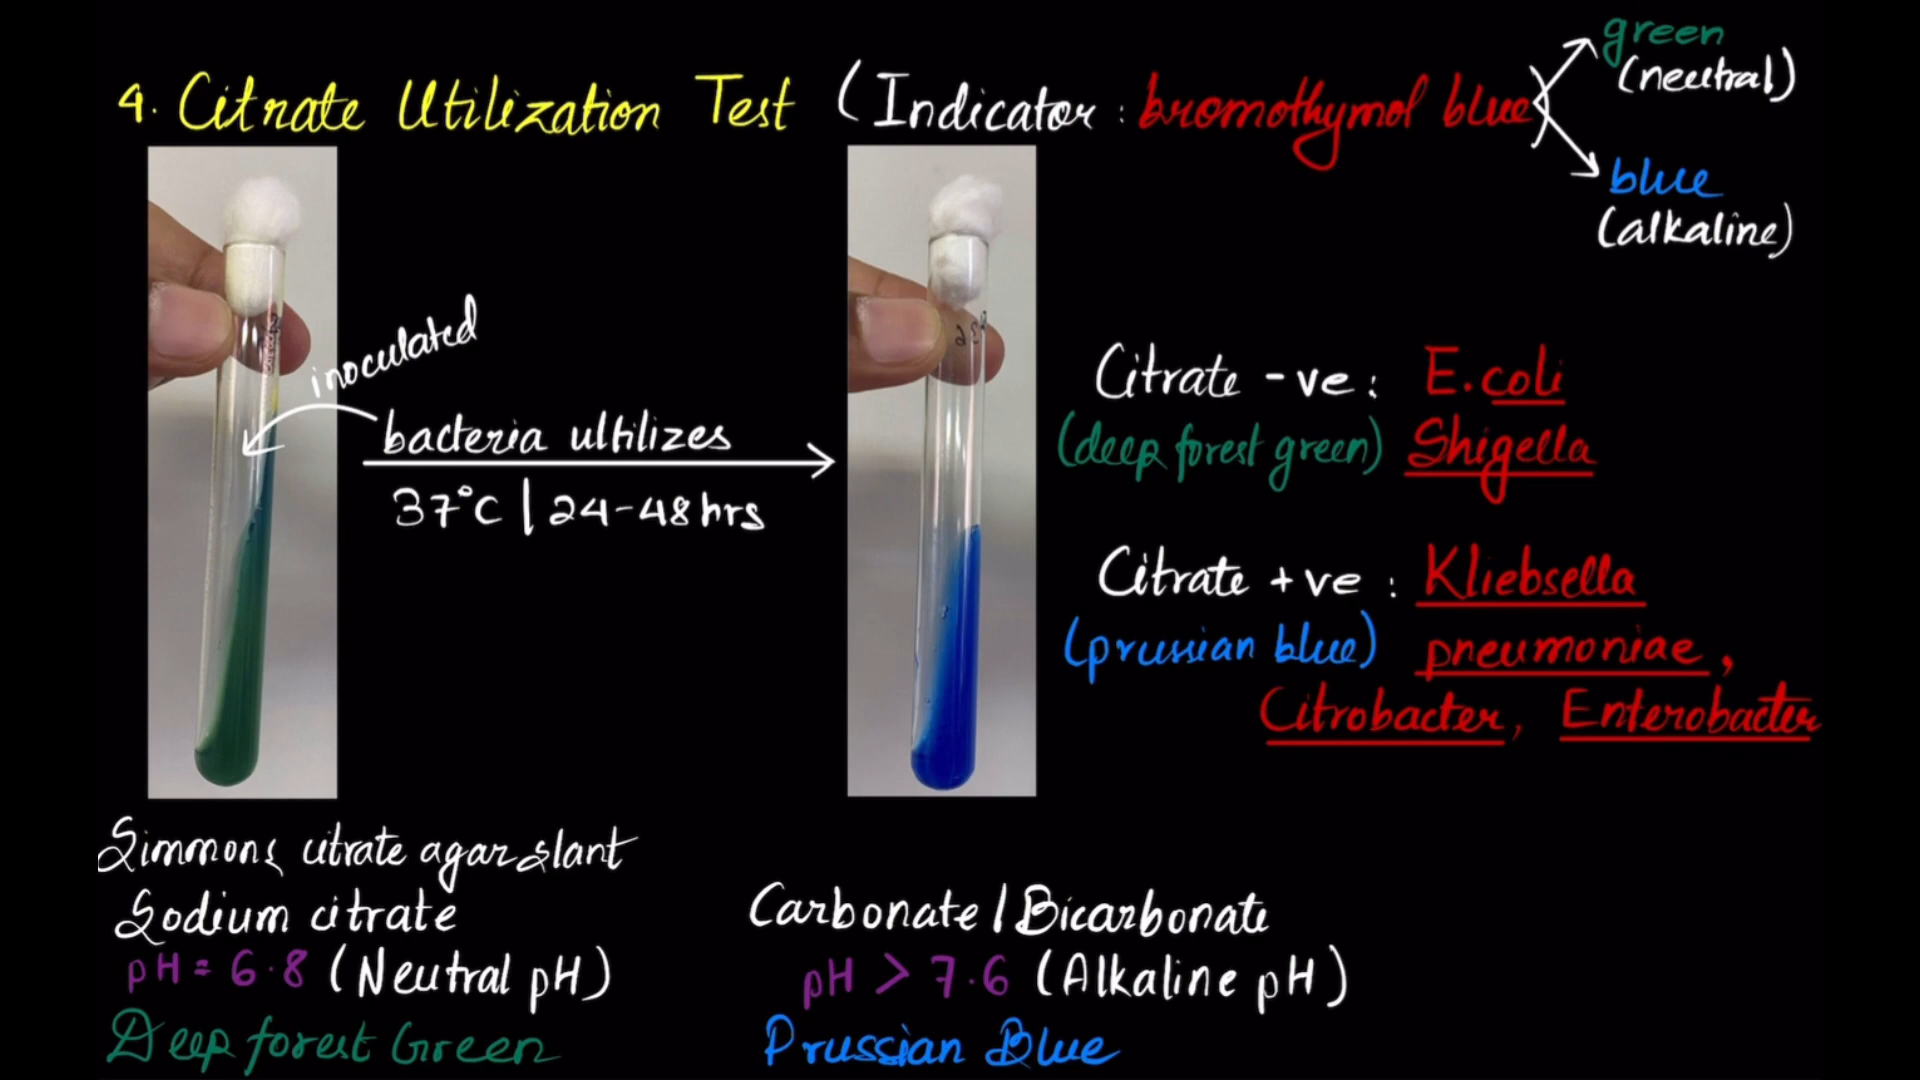 4. Citrate Utilization Test (Indicator : bromothymol blue)
green
(neutral)
blue
(alkaline)
inoculated
bacteria ultilizes
37°C | 24-48 hrs
Citrate -ve : E.coli
(deep forest green) Shigella
Citrate +ve : Kliebsella
(prussian blue) pneumoniae,
Citrobacter, Enterobacter
Simmons citrate agar slant
Sodium citrate
pH = 6.8 (Neutral pH)
Deep forest Green
Carbonate / Bicarbonate
pH > 7.6 (Alkaline pH)
Prussian Blue